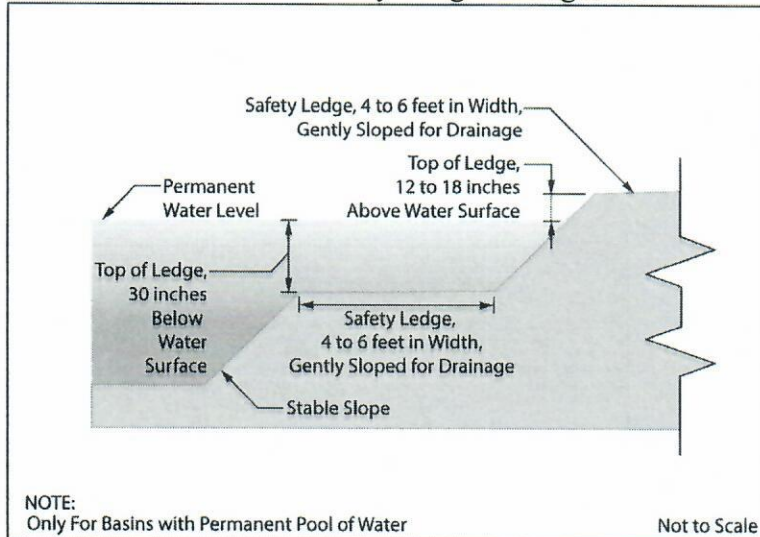 Safety Ledge, 4 to 6 feet in Width,
Gently Sloped for Drainage
Top of Ledge,
12 to 18 inches
Above Water Surface
Permanent
Water Level
Top of Ledge,
30 inches
Below
Water
Surface
Safety Ledge,
4 to 6 feet in Width,
Gently Sloped for Drainage
Stable Slope
NOTE:
Only For Basins with Permanent Pool of Water
Not to Scale